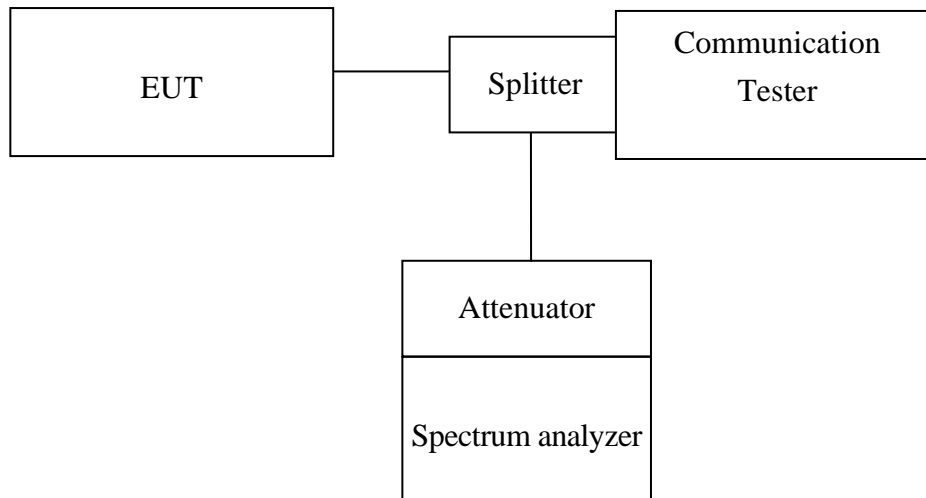 EUT
Splitter
Communication
Tester
Attenuator
Spectrum analyzer